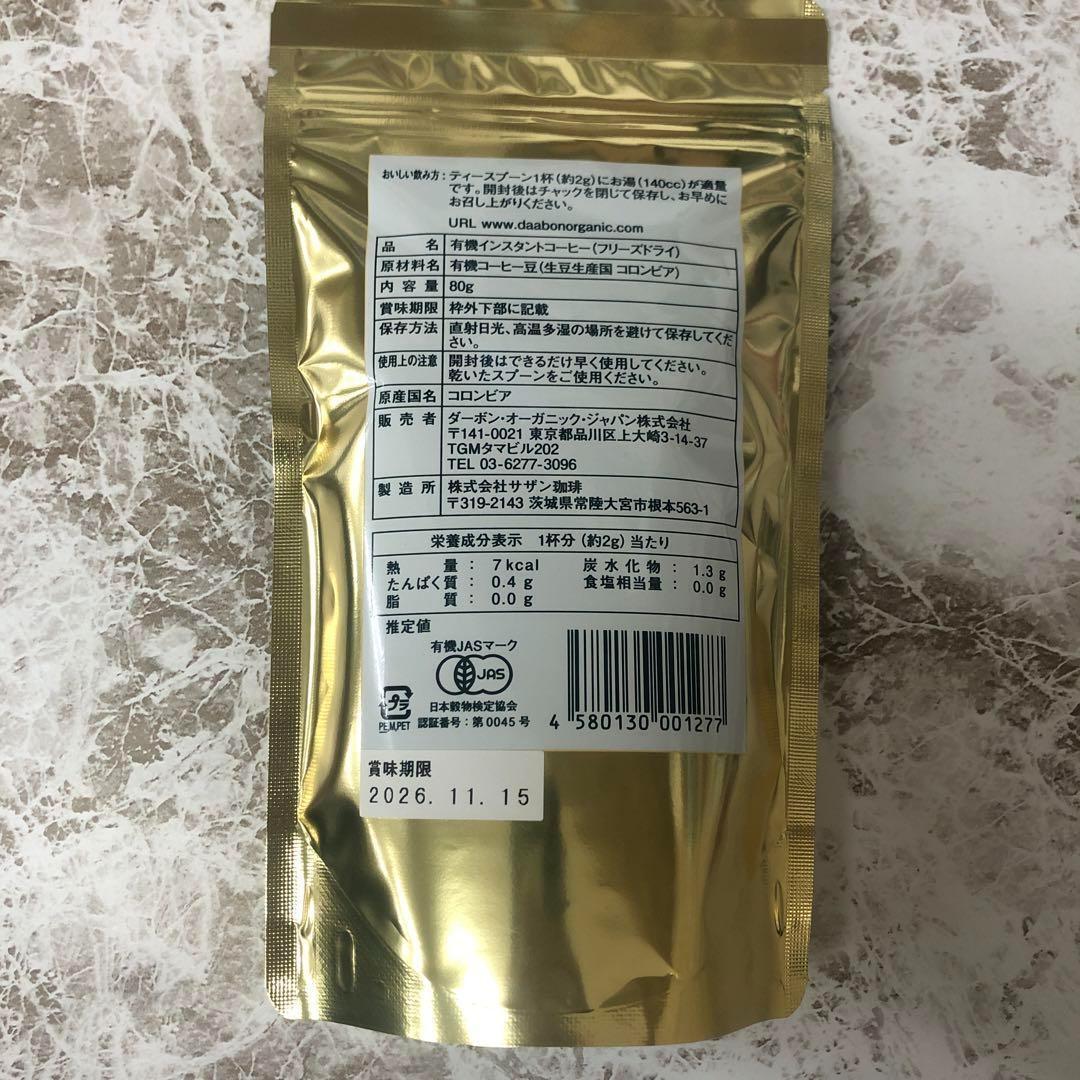 おいしい飲み方：ティースプーン1杯（約2g）にお湯（140cc）が適量
です。開封後はチャックを閉じて保存し、お早めに
お召し上がりください。
URL www.daabonorganic.com
品名 有機インスタントコーヒー（フリーズドライ）
原材料名 有機コーヒー豆（生豆生産国 コロンビア）
内容量 80g
賞味期限 枠外下部に記載
保存方法 直射日光、高温多湿の場所を避けて保存してくだ
さい。
使用上の注意 開封後はできるだけ早く使用してください。
乾いたスプーンをご使用ください。
原産国名 コロンビア
販売者 ダーボン・オーガニック・ジャパン株式会社
〒141-0021 東京都品川区上大崎3-14-37
TGMタマビル202
TEL 03-6277-3096
製造所 株式会社サザン珈琲
〒319-2143 茨城県常陸大宮市根本563-1
栄養成分表示 1杯分（約2g）当たり
熱量：7kcal 炭水化物：1.3g
たんぱく質：0.4g 食塩相当量：0.0g
脂質：0.0g
推定値
有機JASマーク
JAS
日本穀物検定協会
認証番号：第0045号
プラ
PE,M,PET
4 580130 001277
賞味期限
2026.11.15